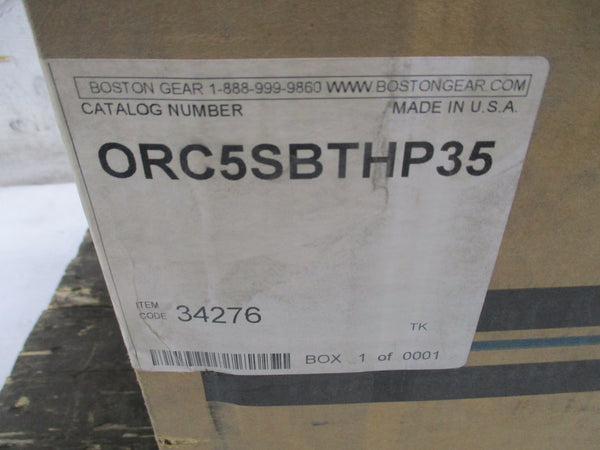 BOSTON GEAR 1-888-999-9860 WWW.BOSTONGEAR.COM
CATALOG NUMBER MADE IN U.S.A.
ORC5SBTHP35
ITEM
CODE 34276
TK
BOX 1 of 0001